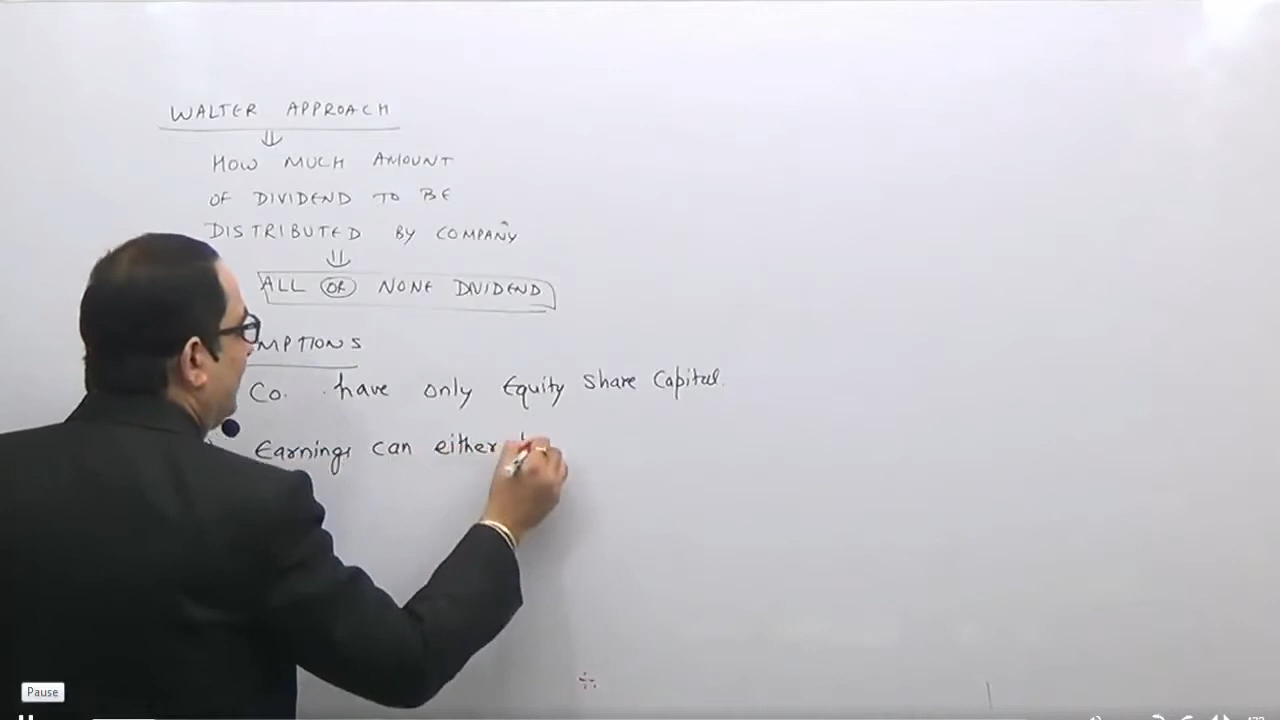 WALTER APPROACH
HOW MUCH AMOUNT
OF DIVIDEND TO BE
DISTRIBUTED BY COMPANY
ALL OR NONE DIVIDEND
MPTIONS
Co. have only Equity Share Capital.
Earnings can either
Pause